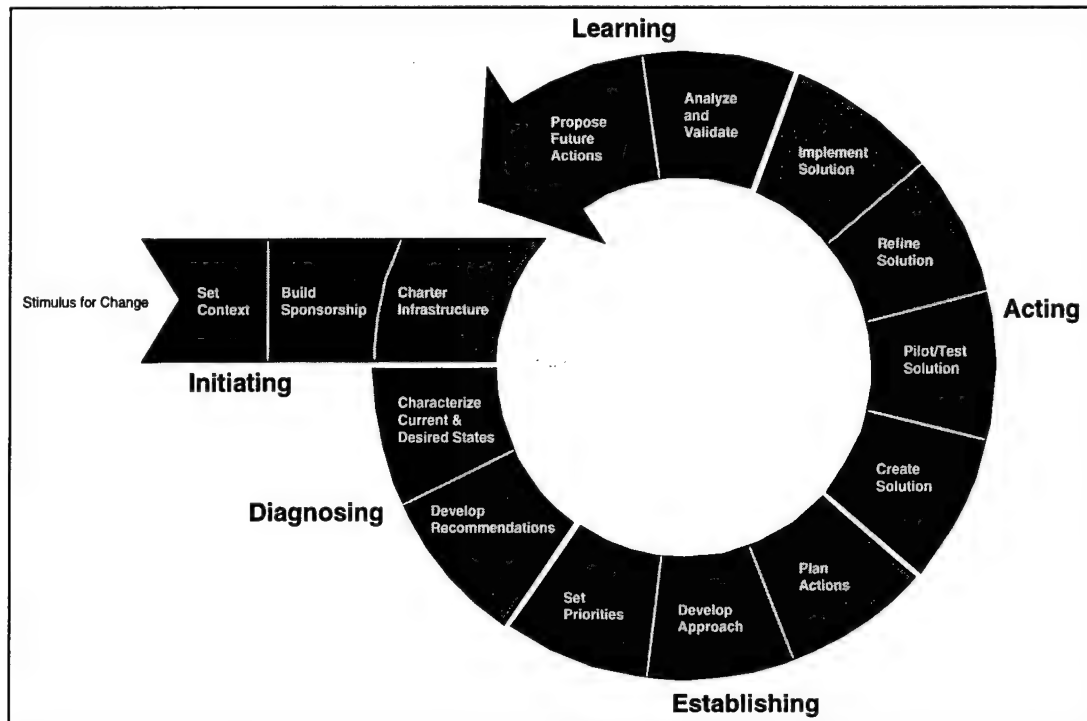 Learning
Propose
Future
Actions
Analyze
and
Validate
Implement
Solution
Refine
Solution
Acting
Pilot/Test
Solution
Create
Solution
Stimulus for Change
Set
Context
Build
Sponsorship
Charter
Infrastructure
Initiating
Characterize
Current &
Desired States
Diagnosing
Develop
Recommendations
Set
Priorities
Develop
Approach
Plan
Actions
Establishing